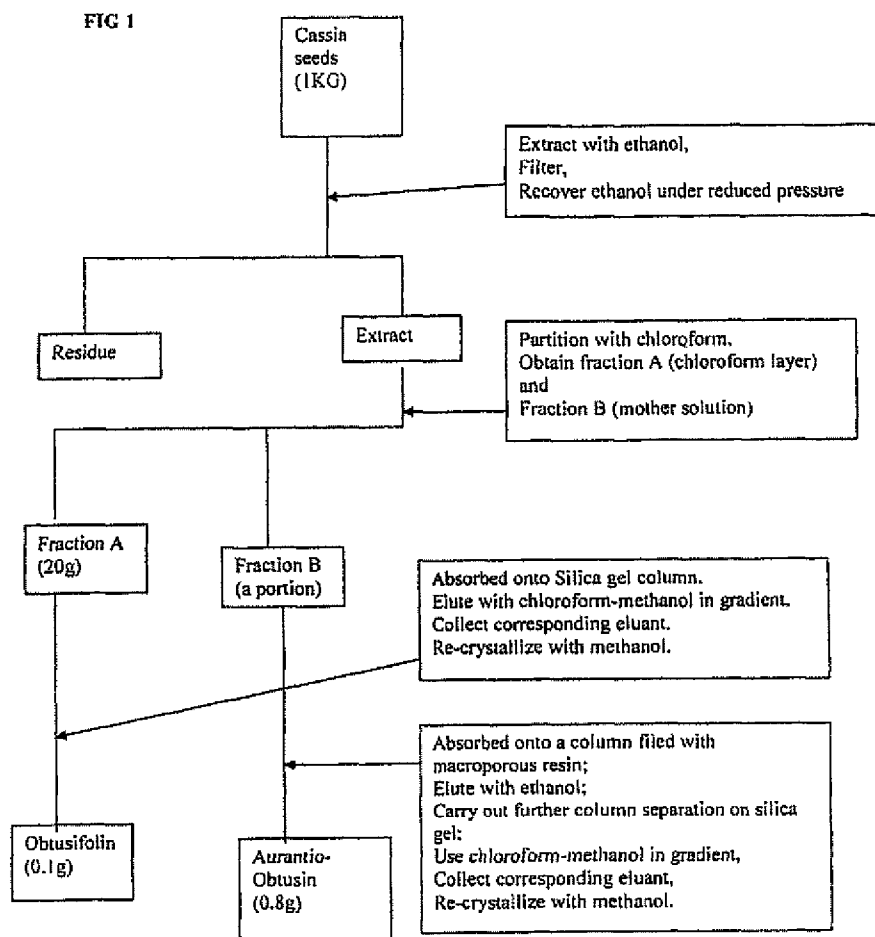 FIG 1
Cassia
seeds
(1KG)
Extract with ethanol,
Filter,
Recover ethanol under reduced pressure
Residue
Extract
Partition with chloroform.
Obtain fraction A (chloroform layer)
and
Fraction B (mother solution)
Fraction A
(20g)
Fraction B
(a portion)
Absorbed onto Silica gel column.
Elute with chloroform-methanol in gradient.
Collect corresponding eluant.
Re-crystallize with methanol.
Absorbed onto a column filed with
macroporous resin;
Elute with ethanol;
Carry out further column separation on silica
gel;
Use chloroform-methanol in gradient,
Collect corresponding eluant,
Re-crystallize with methanol.
Obtusifolin
(0.1g)
Aurantio-
Obtusin
(0.8g)